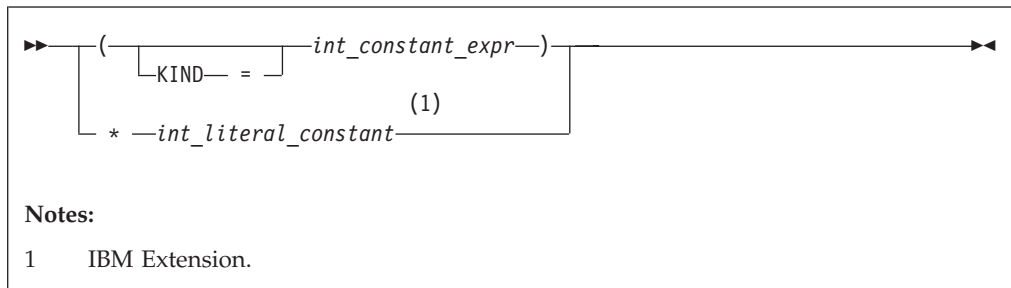 ( int_constant_expr )
KIND =
(1)
* int_literal_constant
Notes:
1 IBM Extension.